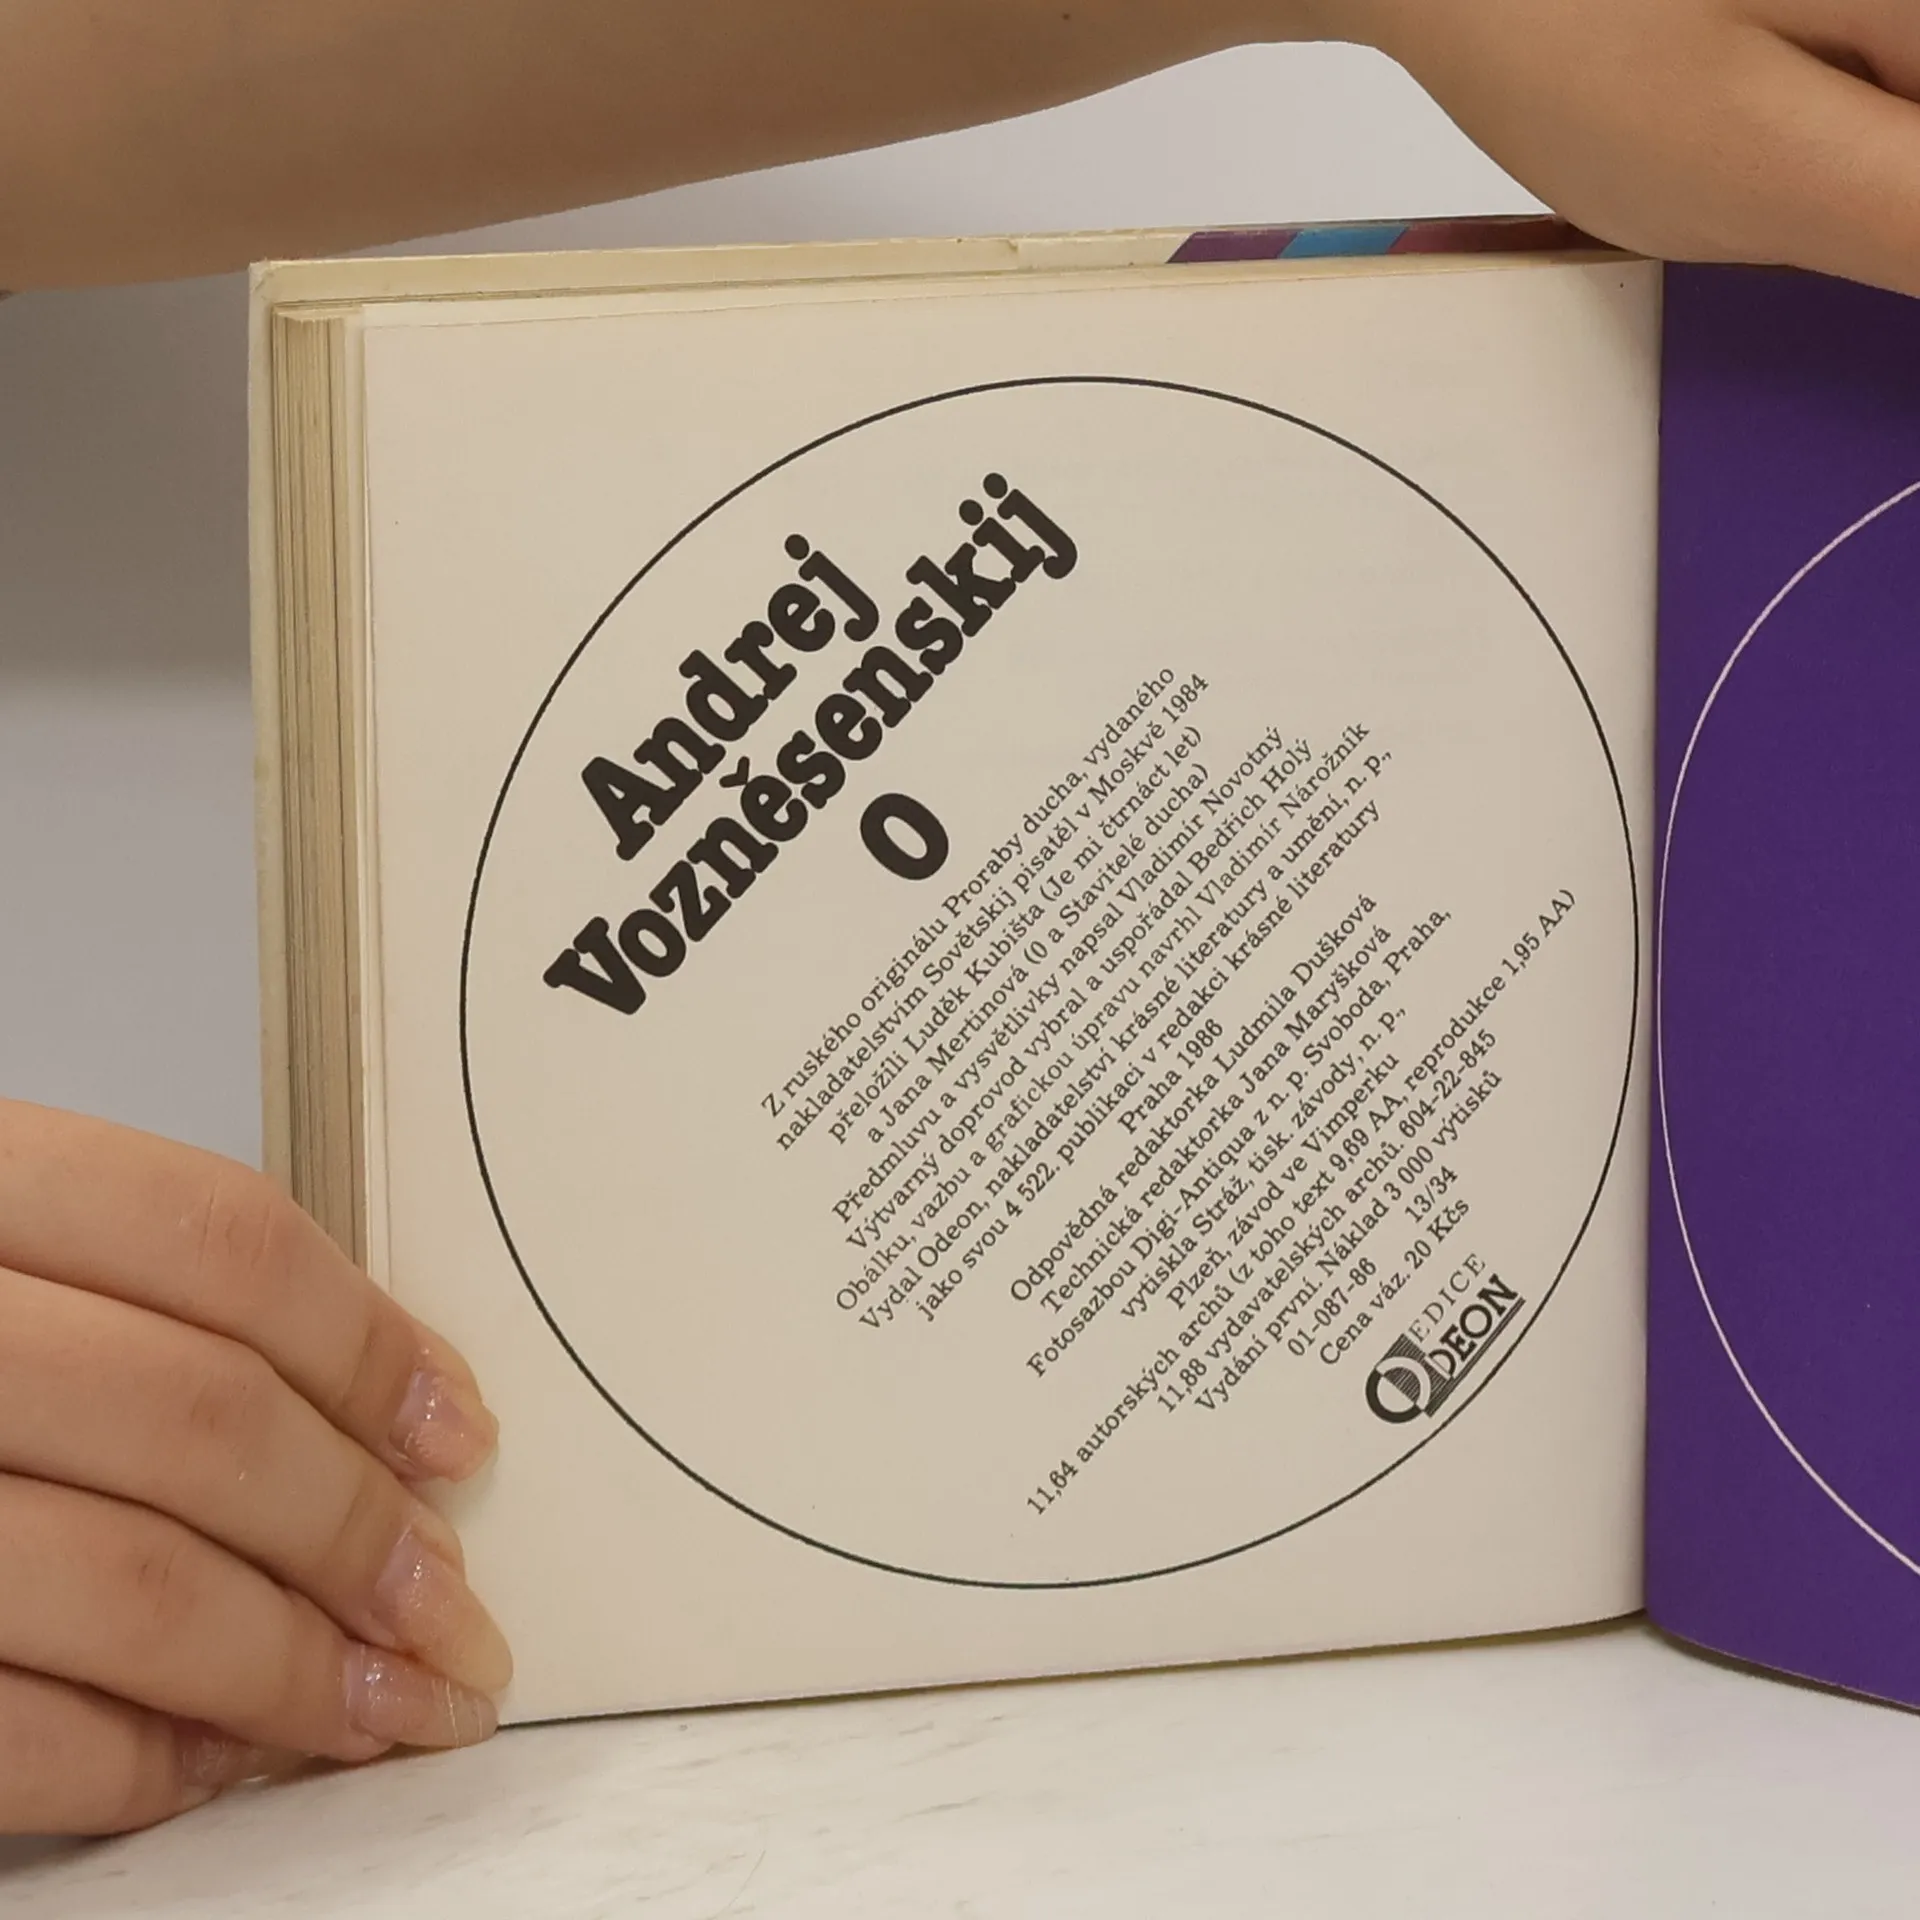 Andrej
Vozněsenskij
O
Z ruského originálu Proraby ducha, vydaného
nakladatelstvím Sovětskij pisatěl v Moskvě 1984
přeložili Luděk Kubišta (Je mi čtrnáct let)
a Jana Mertinová (0 a Stavitelé ducha)
Předmluvu a vysvětlivky napsal Vladimír Novotný
Výtvarný doprovod vybral a uspořádal Bedřich Holý
Obálku, vazbu a grafickou úpravu navrhl Vladimír Nárožník
Vydal Odeon, nakladatelství krásné literatury a umění, n. p.,
jako svou 4 522. publikaci v redakci krásné literatury
Praha 1986
Odpovědná redaktorka Ludmila Dušková
Technická redaktorka Jana Maryšková
Fotosazbou Digi-Antiqua z n. p. Svoboda, Praha,
vytiskla Stráž, tisk. závody, n. p.,
Plzeň, závod ve Vimperku
11,64 autorských archů (z toho text 9,69 AA, reprodukce 1,95 AA)
11,88 vydavatelských archů. 604-22-845
Vydání první. Náklad 3 000 výtisků
01-087-86 13/34
Cena váz. 20 Kčs
EDICE
ODEON